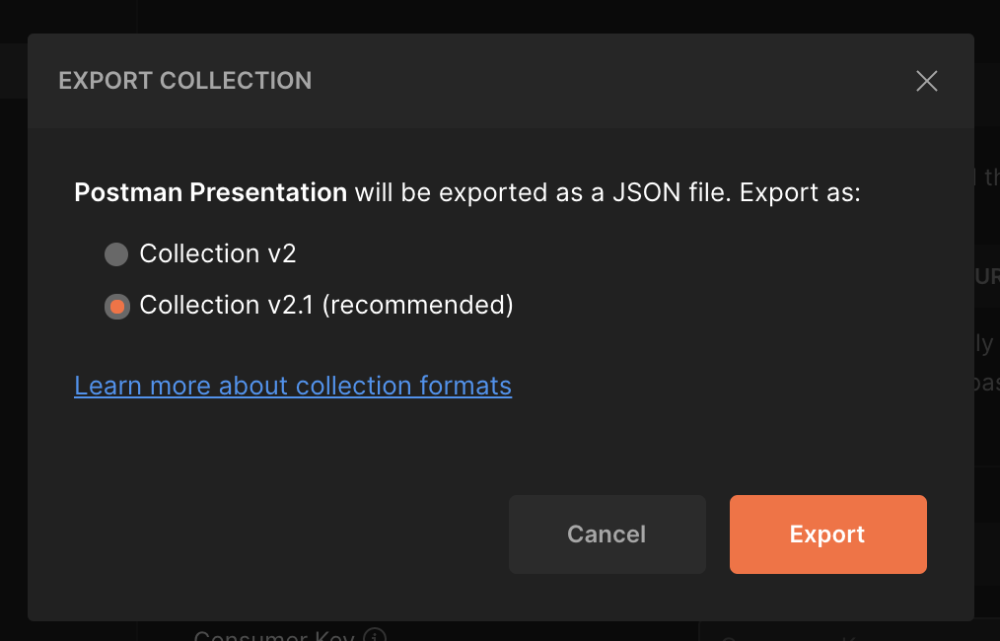 EXPORT COLLECTION
Postman Presentation will be exported as a JSON file. Export as:
Collection v2
Collection v2.1 (recommended)
Learn more about collection formats
Cancel
Export
Consumer Key